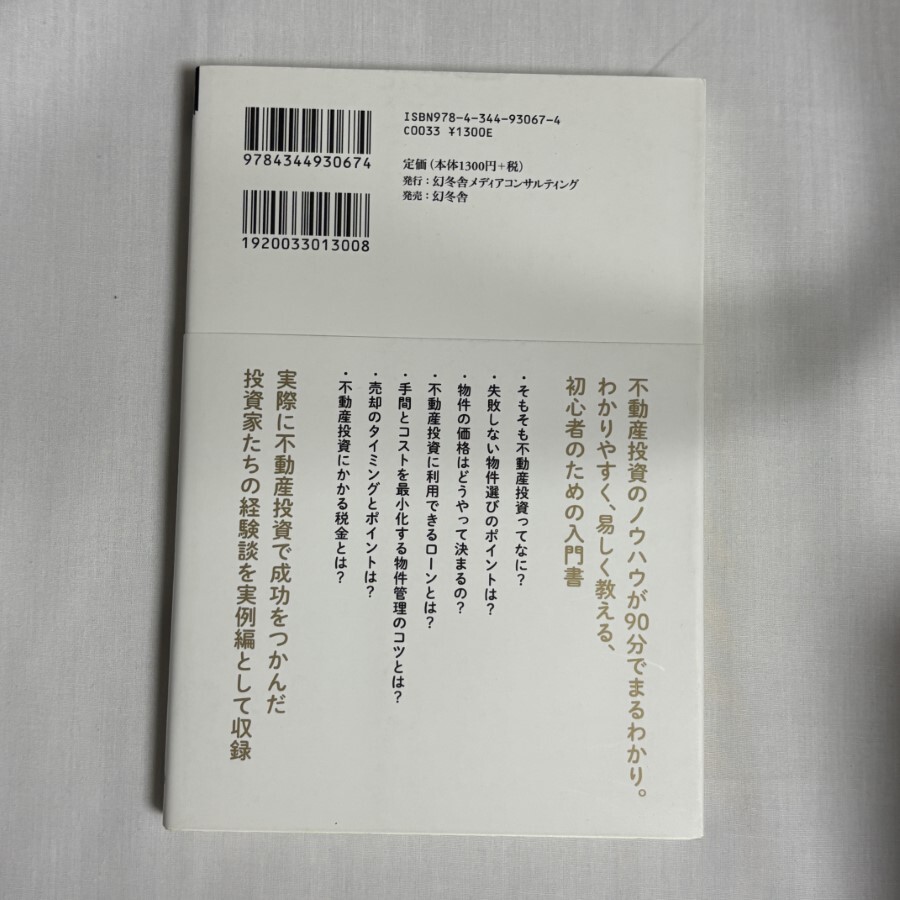 ISBN978-4-344-93067-4
C0033 ¥1300E
9784344930674
定価(本体1300円+税)
発行：幻冬舎メディアコンサルティング
発売：幻冬舎
1920033013008
不動産投資のノウハウが90分でまるわかり。
わかりやすく、易しく教える、
初心者のための入門書
・そもそも不動産投資ってなに？
・失敗しない物件選びのポイントは？
・物件の価格はどうやって決まるの？
・不動産投資に利用できるローンとは？
・手間とコストを最小化する物件管理のコツとは？
・売却のタイミングとポイントは？
・不動産投資にかかる税金とは？
実際に不動産投資で成功をつかんだ
投資家たちの経験談を実例編として収録